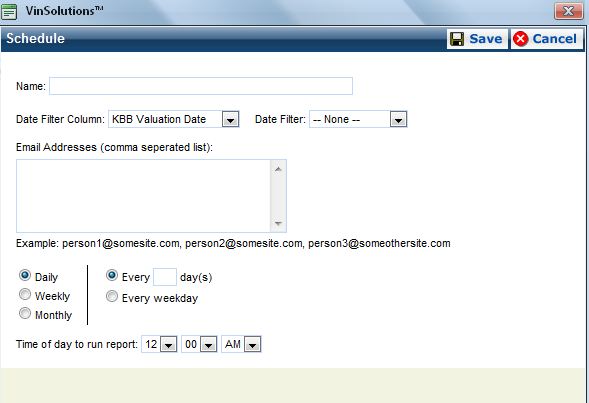 VinSolutions™
Schedule Save Cancel
Name:
Date Filter Column: KBB Valuation Date Date Filter: -- None --
Email Addresses (comma seperated list):
Example: person1@somesite.com, person2@somesite.com, person3@someothersite.com
Daily Every day(s)
Weekly Every weekday
Monthly
Time of day to run report: 12 00 AM